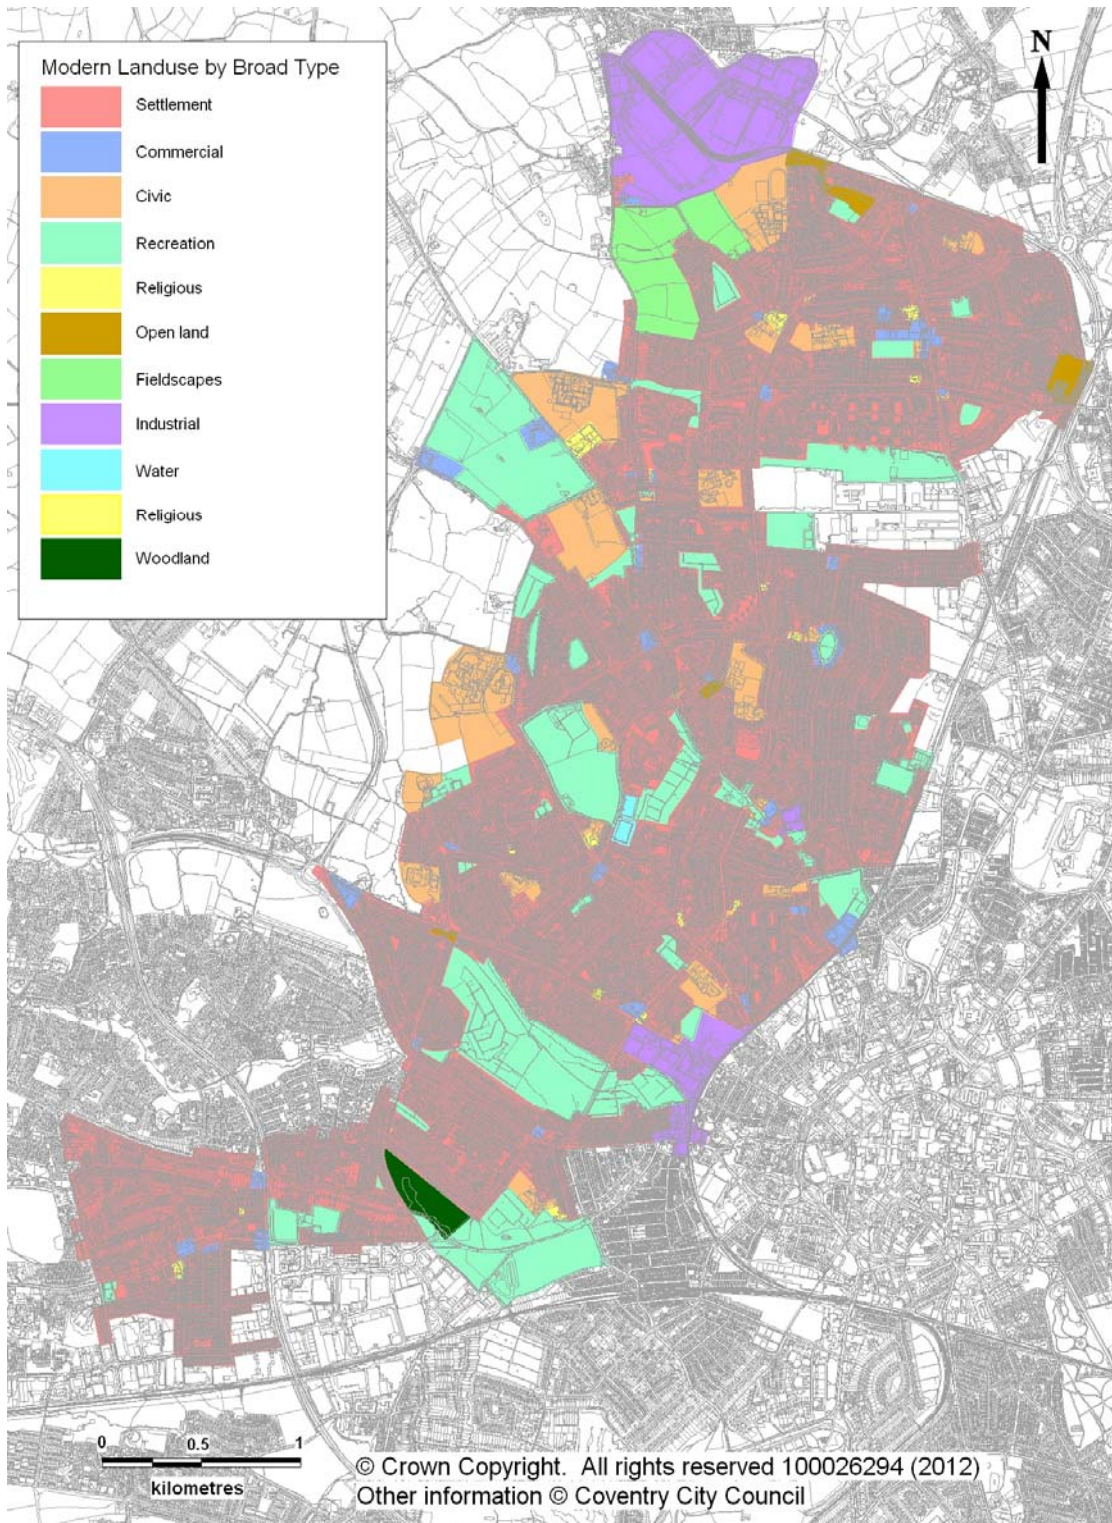 Modern Landuse by Broad Type
Settlement
Commercial
Civic
Recreation
Religious
Open land
Fieldscapes
Industrial
Water
Religious
Woodland
N
0 0.5 1
kilometres
© Crown Copyright. All rights reserved 100026294 (2012)
Other information © Coventry City Council